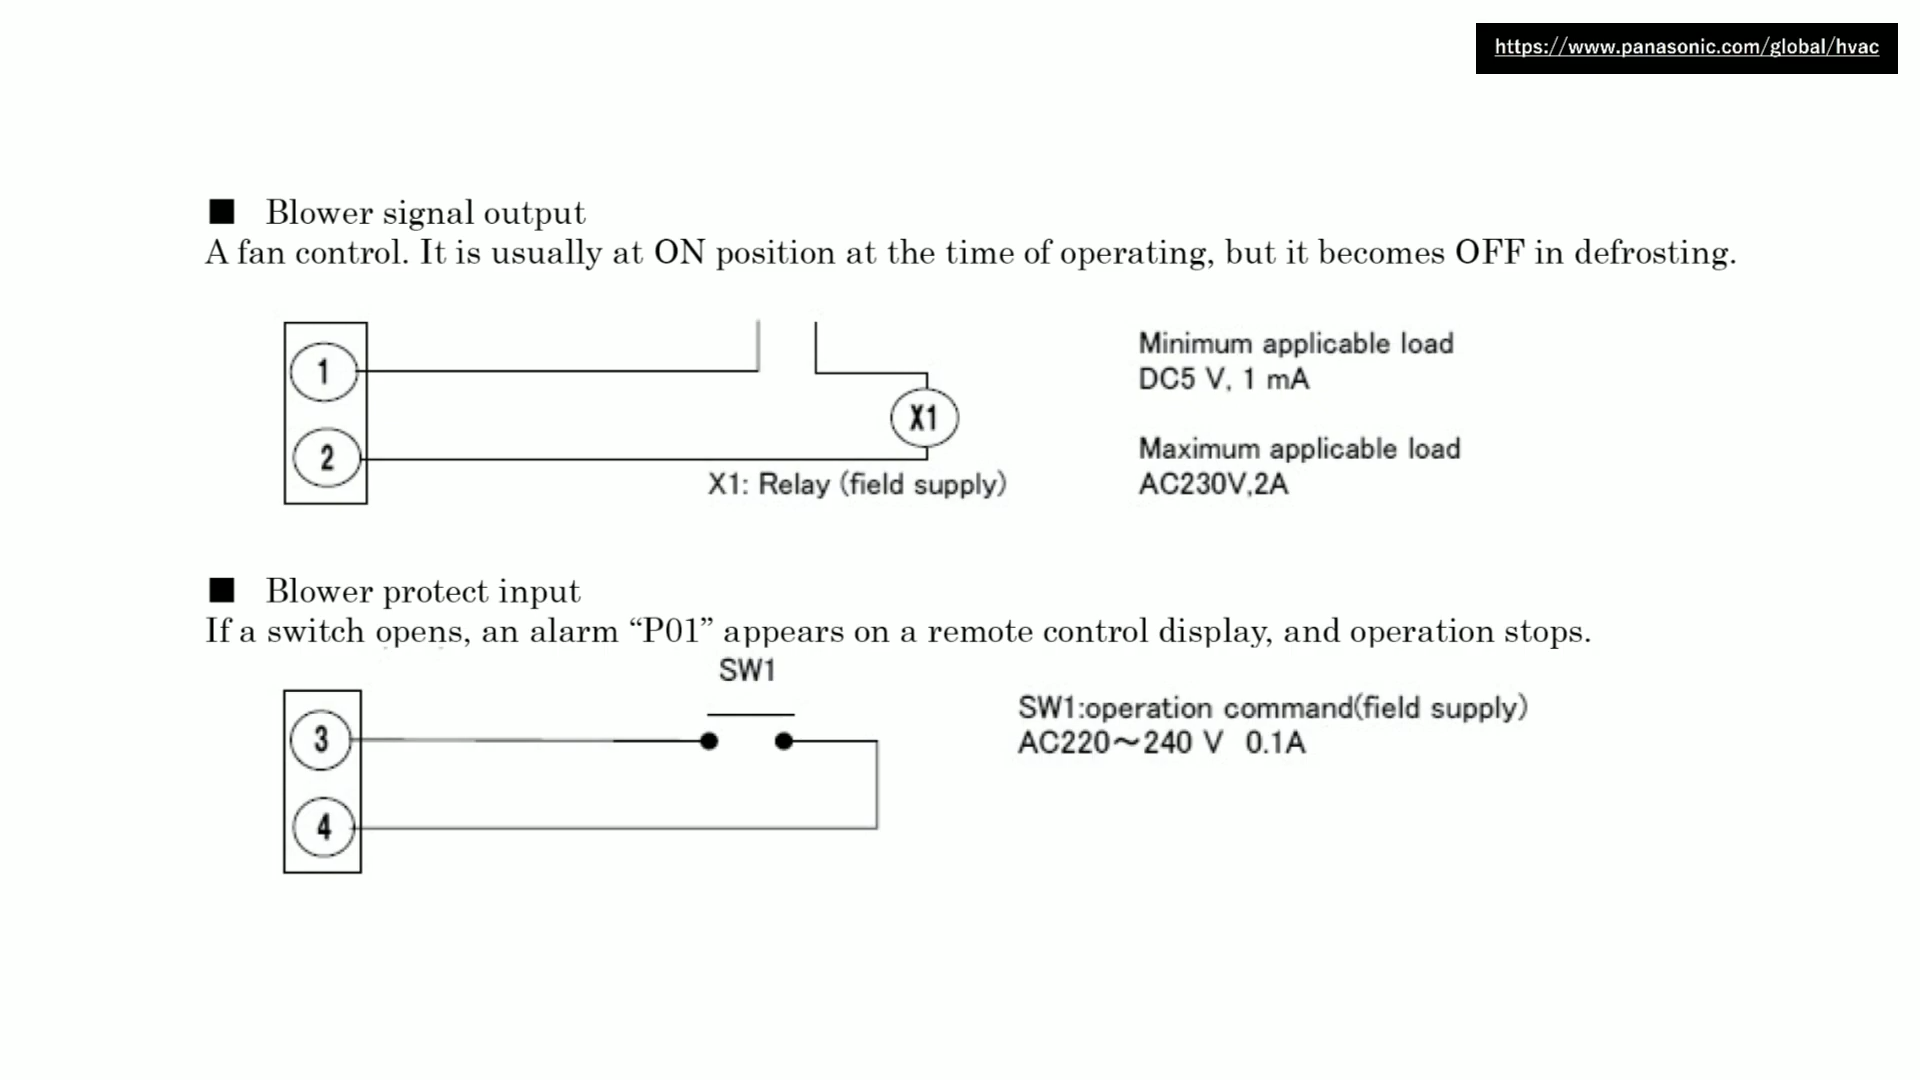 https://www.panasonic.com/global/hvac
■ Blower signal output
A fan control. It is usually at ON position at the time of operating, but it becomes OFF in defrosting.
1
2
X1
X1: Relay (field supply)
Minimum applicable load
DC5 V, 1 mA
Maximum applicable load
AC230V,2A
■ Blower protect input
If a switch opens, an alarm “P01” appears on a remote control display, and operation stops.
SW1
3
4
SW1:operation command(field supply)
AC220～240 V 0.1A